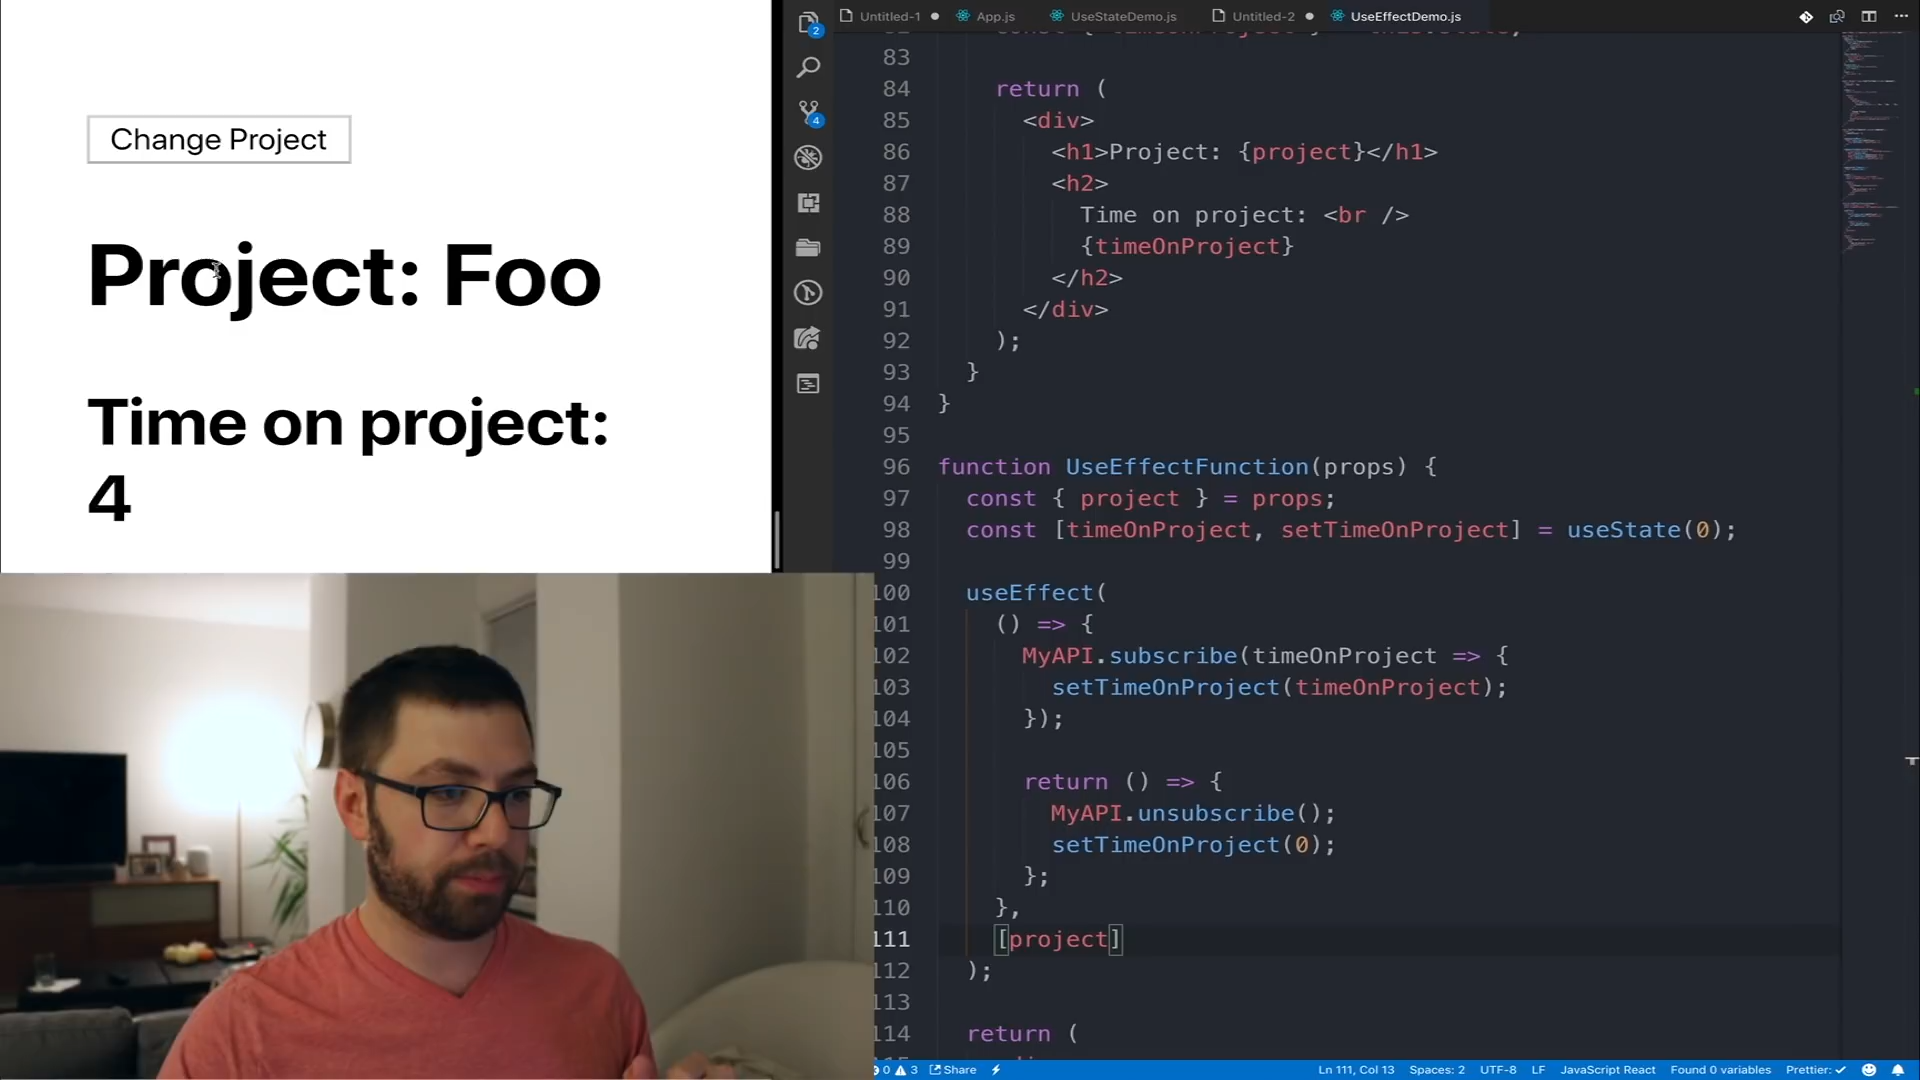 Change Project
Project: Foo
Time on project:
4
2
4
Untitled-1
App.js
UseStateDemo.js
Untitled-2
UseEffectDemo.js
83
84 return (
85 <div>
86 <h1>Project: {project}</h1>
87 <h2>
88 Time on project: <br />
89 {timeOnProject}
90 </h2>
91 </div>
92 );
93 }
94 }
95
96 function UseEffectFunction(props) {
97 const { project } = props;
98 const [timeOnProject, setTimeOnProject] = useState(0);
99
100 useEffect(
101 () => {
102 MyAPI.subscribe(timeOnProject => {
103 setTimeOnProject(timeOnProject);
104 });
105
106 return () => {
107 MyAPI.unsubscribe();
108 setTimeOnProject(0);
109 };
110 },
111 [project]
112 );
113
114 return (
0 3 Share Ln 111, Col 13 Spaces: 2 UTF-8 LF JavaScript React Found 0 variables Prettier: ✓